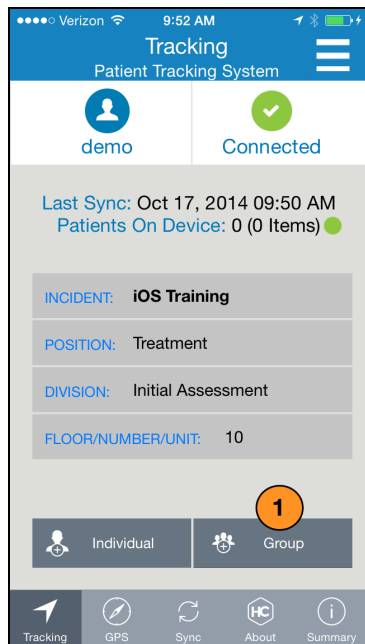 Verizon 9:52 AM
Tracking
Patient Tracking System
demo Connected
Last Sync: Oct 17, 2014 09:50 AM
Patients On Device: 0 (0 Items)
INCIDENT: iOS Training
POSITION: Treatment
DIVISION: Initial Assessment
FLOOR/NUMBER/UNIT: 10
1
Individual Group
HC
Tracking GPS Sync About Summary